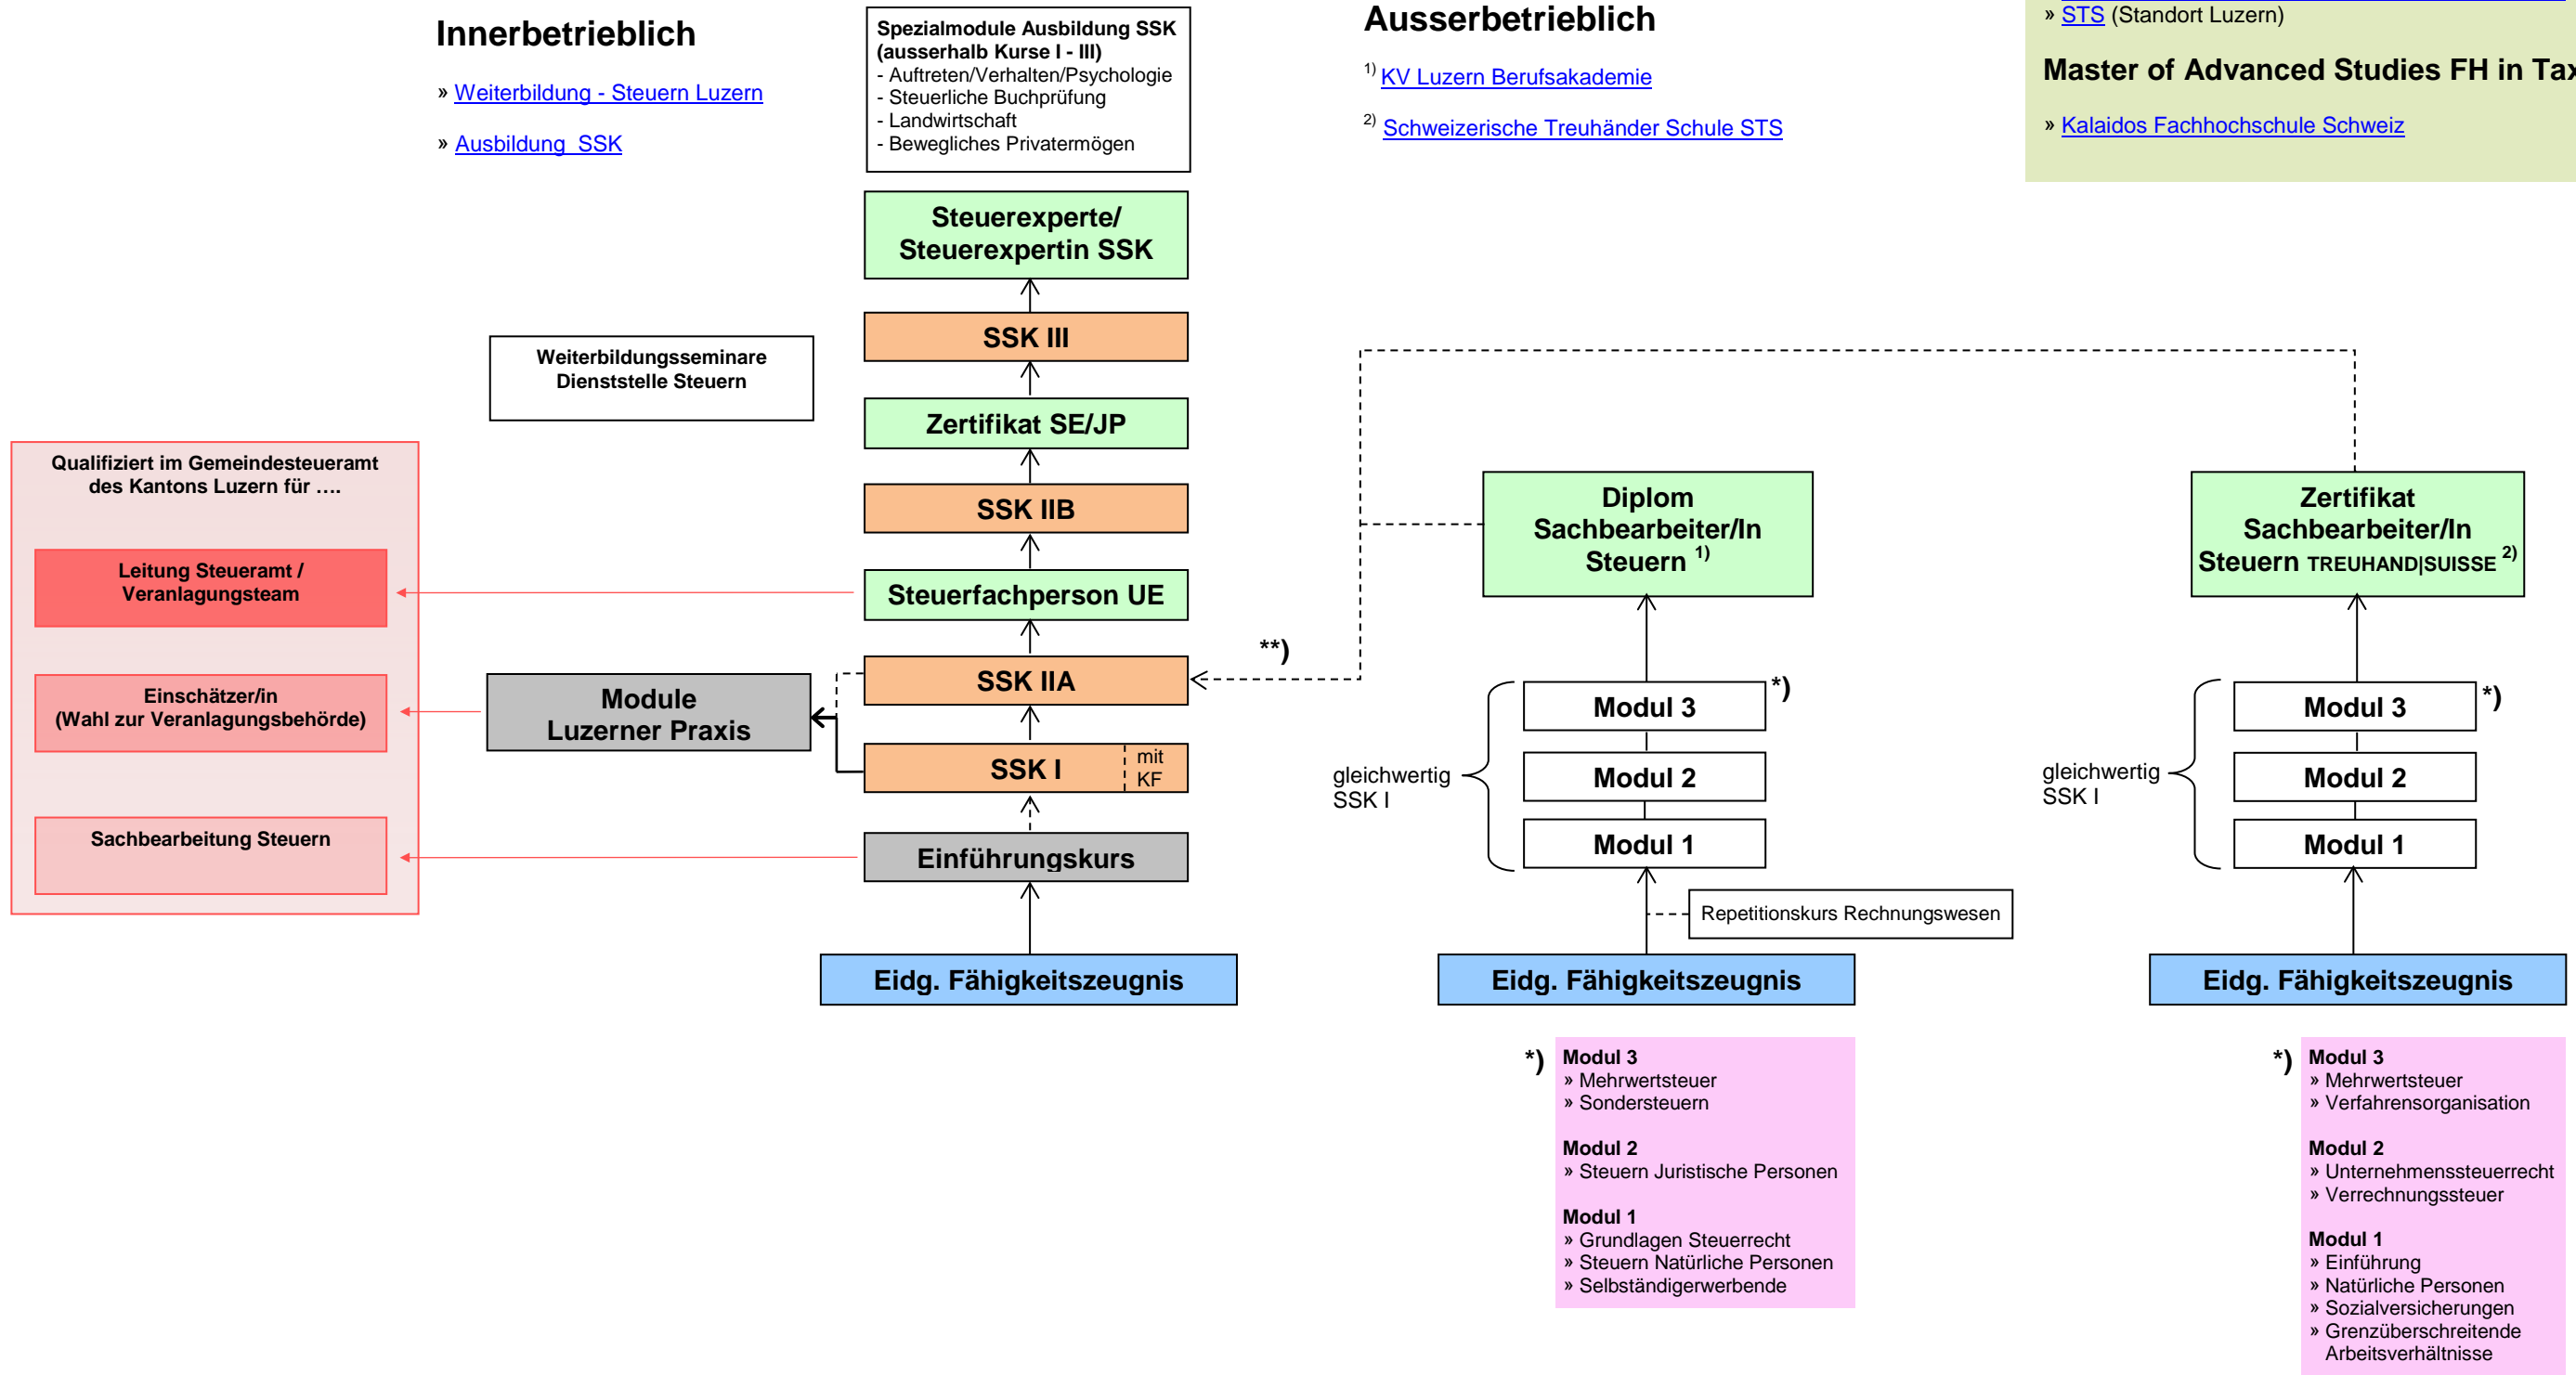 Innerbetrieblich
» Weiterbildung - Steuern Luzern
» Ausbildung  SSK
Spezialmodule Ausbildung SSK
(ausserhalb Kurse I - III)
- Auftreten/Verhalten/Psychologie
- Steuerliche Buchprüfung
- Landwirtschaft
- Bewegliches Privatermögen
Ausserbetrieblich
1) KV Luzern Berufsakademie
2) Schweizerische Treuhänder Schule STS
» STS (Standort Luzern)
Master of Advanced Studies FH in
» Kalaidos Fachhochschule Schweiz
Steuerexperte/
Steuerexpertin SSK
SSK III
Weiterbildungsseminare
Dienststelle Steuern
Zertifikat SE/JP
SSK IIB
Steuerfachperson UE
SSK IIA
SSK I
mit
KF
Einführungskurs
Eidg. Fähigkeitszeugnis
Module
Luzerner Praxis
Qualifiziert im Gemeindesteueramt
des Kantons Luzern für ….
Leitung Steueramt /
Veranlagungsteam
Einschätzer/in
(Wahl zur Veranlagungsbehörde)
Sachbearbeitung Steuern
**)
Diplom
Sachbearbeiter/In
Steuern 1)
Modul 3
*)
Modul 2
Modul 1
gleichwertig
SSK I
Repetitionskurs Rechnungswesen
Eidg. Fähigkeitszeugnis
*)
Modul 3
» Mehrwertsteuer
» Sondersteuern
Modul 2
» Steuern Juristische Personen
Modul 1
» Grundlagen Steuerrecht
» Steuern Natürliche Personen
» Selbständigerwerbende
Zertifikat
Sachbearbeiter/In
Steuern TREUHAND|SUISSE 2)
Modul 3
*)
Modul 2
Modul 1
gleichwertig
SSK I
Eidg. Fähigkeitszeugnis
*)
Modul 3
» Mehrwertsteuer
» Verfahrensorganisation
Modul 2
» Unternehmenssteuerrecht
» Verrechnungssteuer
Modul 1
» Einführung
» Natürliche Personen
» Sozialversicherungen
» Grenzüberschreitende
Arbeitsverhältnisse